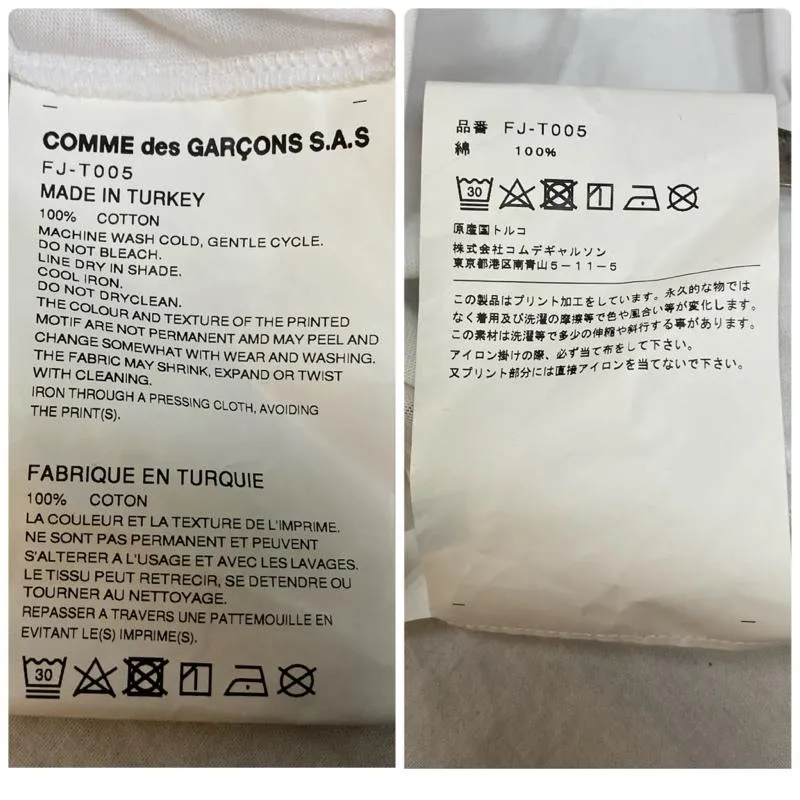 COMME des GARÇONS S.A.S
FJ-T005
MADE IN TURKEY
100% COTTON
MACHINE WASH COLD, GENTLE CYCLE.
DO NOT BLEACH.
LINE DRY IN SHADE.
COOL IRON.
DO NOT DRYCLEAN.
THE COLOUR AND TEXTURE OF THE PRINTED
MOTIF ARE NOT PERMANENT AMD MAY PEEL AND
CHANGE SOMEWHAT WITH WEAR AND WASHING.
THE FABRIC MAY SHRINK, EXPAND OR TWIST
WITH CLEANING.
IRON THROUGH A PRESSING CLOTH, AVOIDING
THE PRINT(S).
FABRIQUE EN TURQUIE
100% COTON
LA COULEUR ET LA TEXTURE DE L'IMPRIME.
NE SONT PAS PERMANENT ET PEUVENT
S'ALTERER A L'USAGE ET AVEC LES LAVAGES.
LE TISSU PEUT RETRECIR, SE DETENDRE OU
TOURNER AU NETTOYAGE.
REPASSER A TRAVERS UNE PATTEMOUILLE EN
EVITANT LE(S) IMPRIME(S).
30
品番 FJ-T005
綿 100%
30
原産国トルコ
株式会社コムデギャルソン
東京都港区南青山5-11-5
この製品はプリント加工をしています。永久的な物では
なく着用及び洗濯の摩擦等で色や風合い等が変化します。
この素材は洗濯等で多少の伸縮や斜行する事があります。
アイロン掛けの際、必ず当て布をして下さい。
又プリント部分には直接アイロンを当てないで下さい。